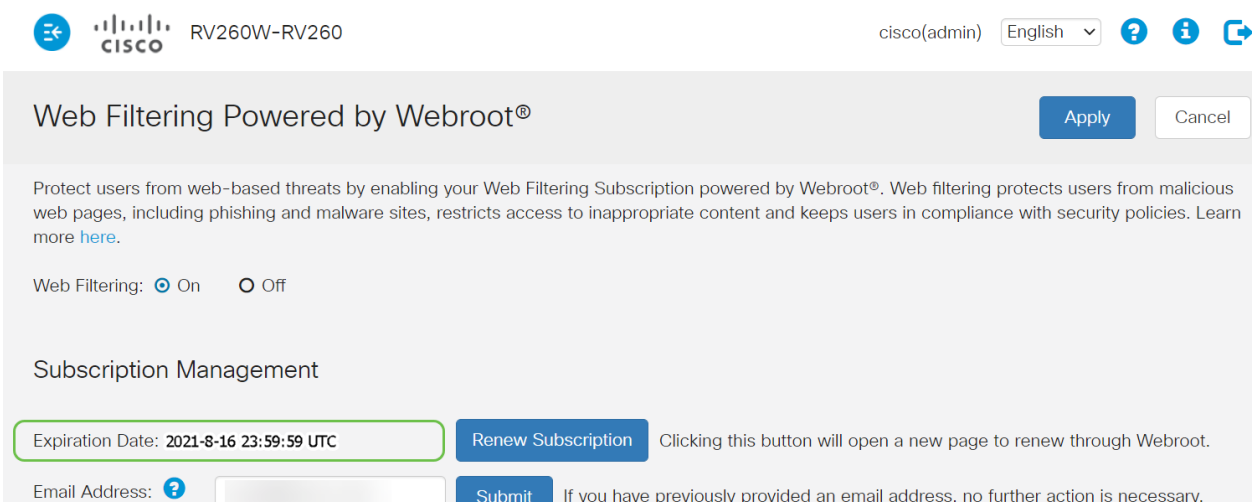 CISCO RV260W-RV260 cisco(admin) English
Web Filtering Powered by Webroot® Apply Cancel
Protect users from web-based threats by enabling your Web Filtering Subscription powered by Webroot®. Web filtering protects users from malicious
web pages, including phishing and malware sites, restricts access to inappropriate content and keeps users in compliance with security policies. Learn
more here.
Web Filtering: On Off
Subscription Management
Expiration Date: 2021-8-16 23:59:59 UTC Renew Subscription Clicking this button will open a new page to renew through Webroot.
Email Address: Submit If you have previously provided an email address, no further action is necessary.